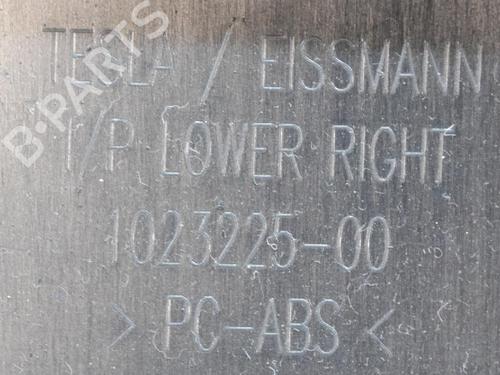 TESLA / EISSMANN
I/P LOWER RIGHT
1023225-00
> PC-ABS <
B-PARTS